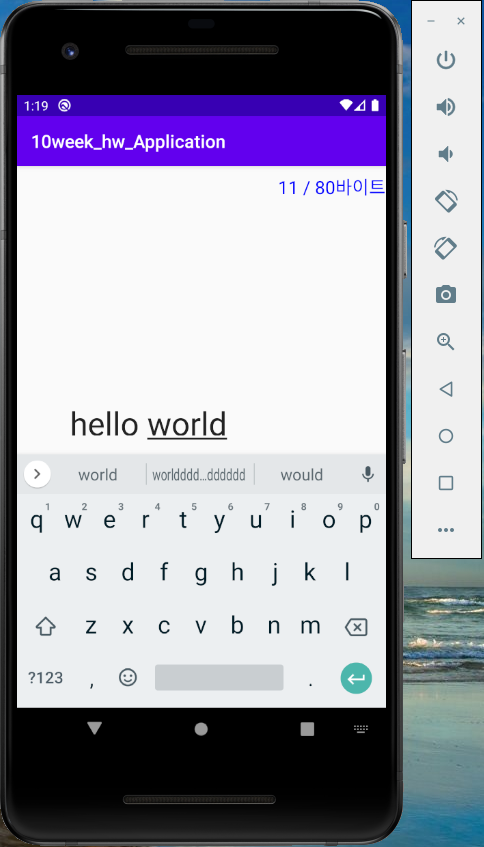 1:19
10week_hw_Application
11 / 80바이트
hello world
world worldddd...dddddd would
1 2 3 4 5 6 7 8 9 0
q w e r t y u i o p
a s d f g h j k l
z x c v b n m
?123 , .